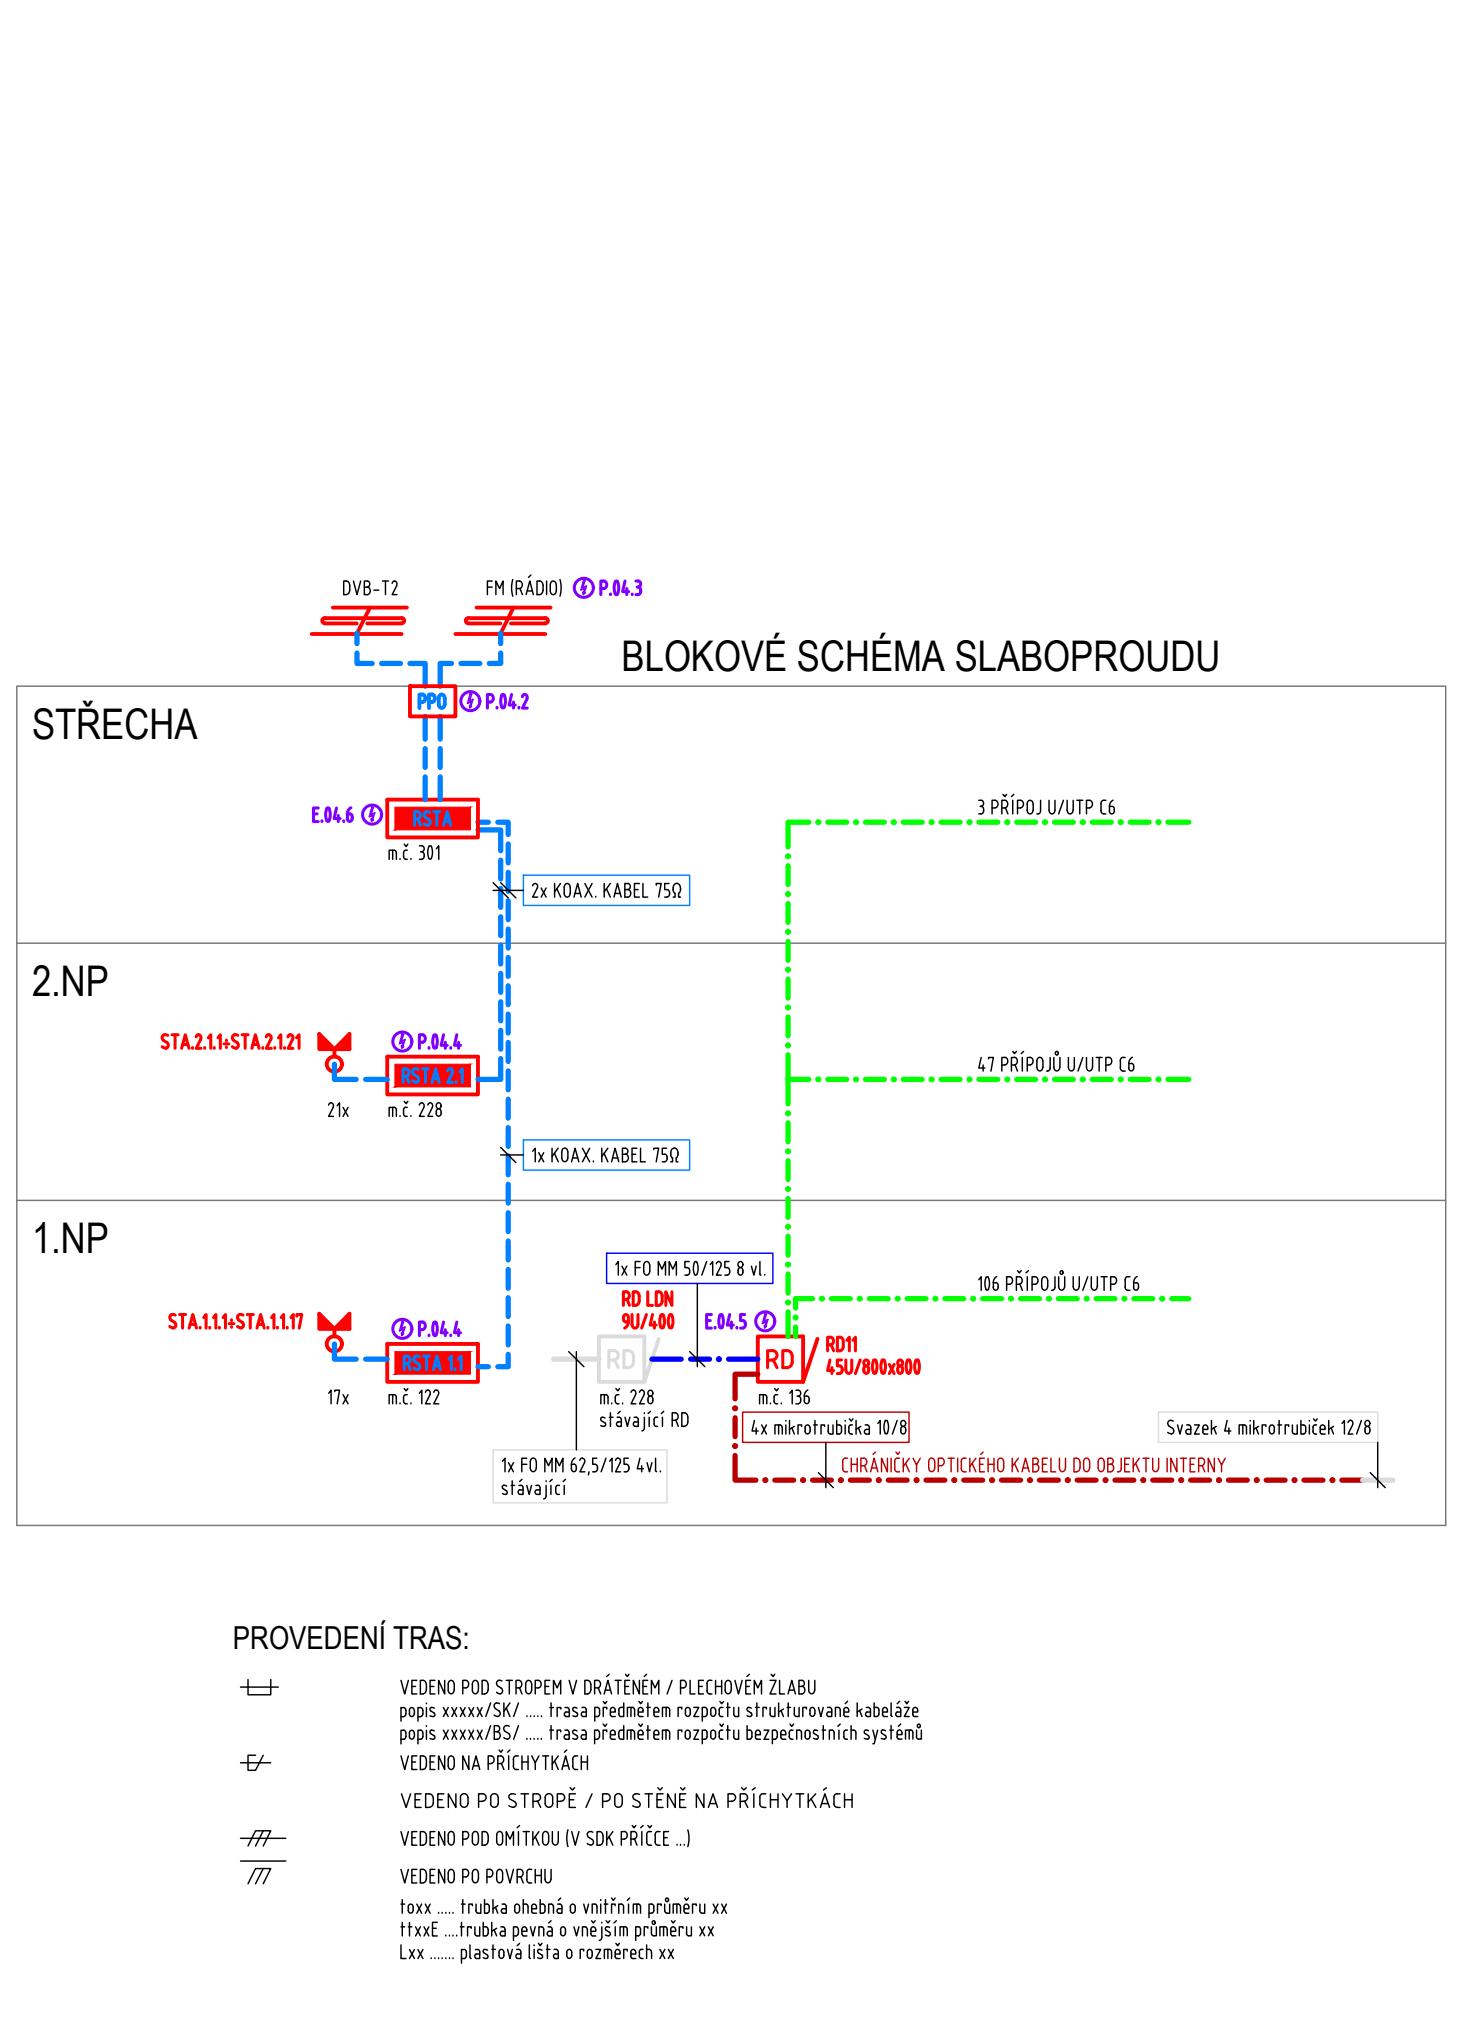 DVB-T2
FM (RÁDIO)
P.04.3
BLOKOVÉ SCHÉMA SLABOPROUDU
PPO
P.04.2
STŘECHA
E.04.6
RSTA
m.č. 301
3 PŘÍPOJ U/UTP C6
2x KOAX. KABEL 75Ω
2.NP
STA.2.1.1÷STA.2.1.21
P.04.4
RSTA 2.1
21x
m.č. 228
47 PŘÍPOJŮ U/UTP C6
1x KOAX. KABEL 75Ω
1.NP
1x FO MM 50/125 8 vl.
106 PŘÍPOJŮ U/UTP C6
RD LDN
9U/400
E.04.5
STA.1.1.1÷STA.1.1.17
P.04.4
RSTA 1.1
17x
m.č. 122
RD
RD
RD11
45U/800x800
m.č. 228
stávající RD
m.č. 136
4x mikrotrubička 10/8
Svazek 4 mikrotrubiček 12/8
1x FO MM 62,5/125 4vl.
stávající
CHRÁNIČKY OPTICKÉHO KABELU DO OBJEKTU INTERNY
PROVEDENÍ TRAS:
VEDENO POD STROPEM V DRÁTĚNÉM / PLECHOVÉM ŽLABU
popis xxxxx/SK/ ..... trasa předmětem rozpočtu strukturované kabeláže
popis xxxxx/BS/ ..... trasa předmětem rozpočtu bezpečnostních systémů
VEDENO NA PŘÍCHYTKÁCH
VEDENO PO STROPĚ / PO STĚNĚ NA PŘÍCHYTKÁCH
VEDENO POD OMÍTKOU (V SDK PŘÍČCE ...)
VEDENO PO POVRCHU
toxx ..... trubka ohebná o vnitřním průměru xx
ttxxE ....trubka pevná o vnějším průměru xx
Lxx ....... plastová lišta o rozměrech xx